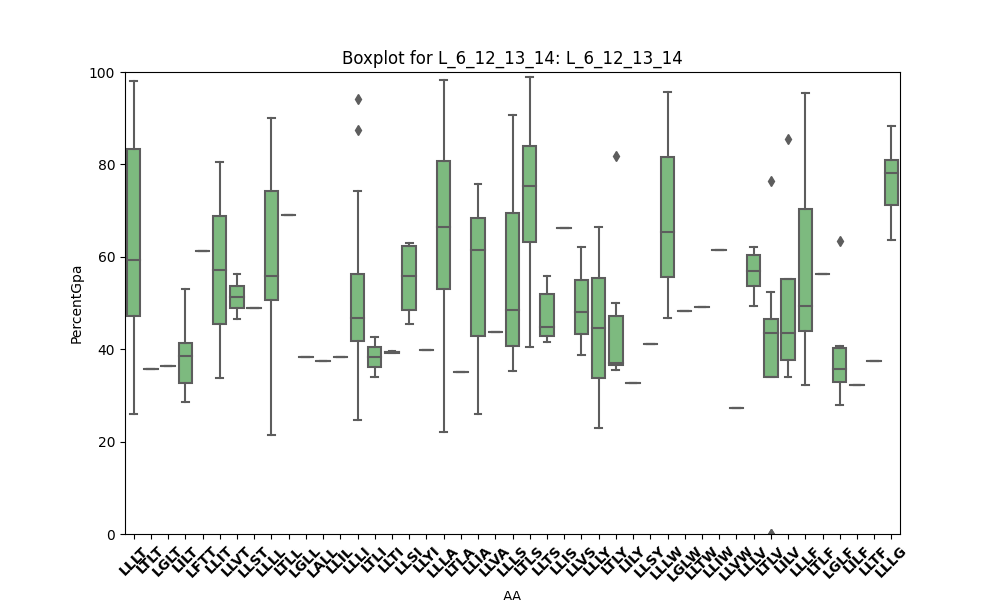 Boxplot for L_6_12_13_14: L_6_12_13_14
PercentGpa
100
80
60
40
20
0
LLLT LTLT LGLT LILT LFTT LLIT LLVT LLST LLLL LTLL LGLL LALL LLIL LLLI LTLI LLTI LLSI LLYI LLLA LTLA LLIA LLVA LLLS LTLS LLTS LLIS LLVS LLLY LTLY LILY LLSY LLLW LGLW LLTW LLIW LLVW LLLV LTLV LILV LLLF LTLF LGLF LILF LLTF LLLG
AA